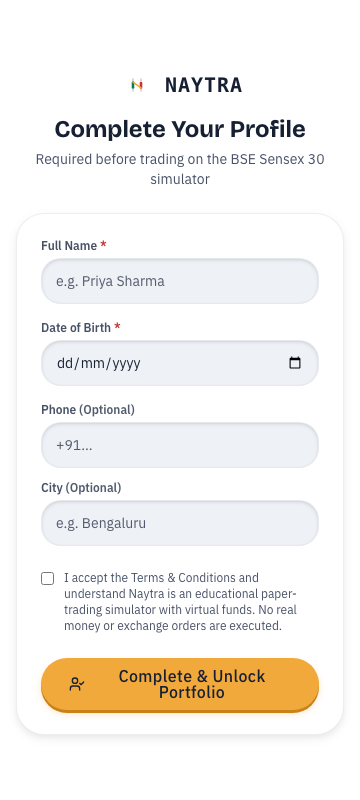 NAYTRA
Complete Your Profile
Required before trading on the BSE Sensex 30
simulator
Full Name *
e.g. Priya Sharma
Date of Birth *
dd/mm/yyyy
Phone (Optional)
+91...
City (Optional)
e.g. Bengaluru
I accept the Terms & Conditions and
understand Naytra is an educational paper-
trading simulator with virtual funds. No real
money or exchange orders are executed.
Complete & Unlock
Portfolio